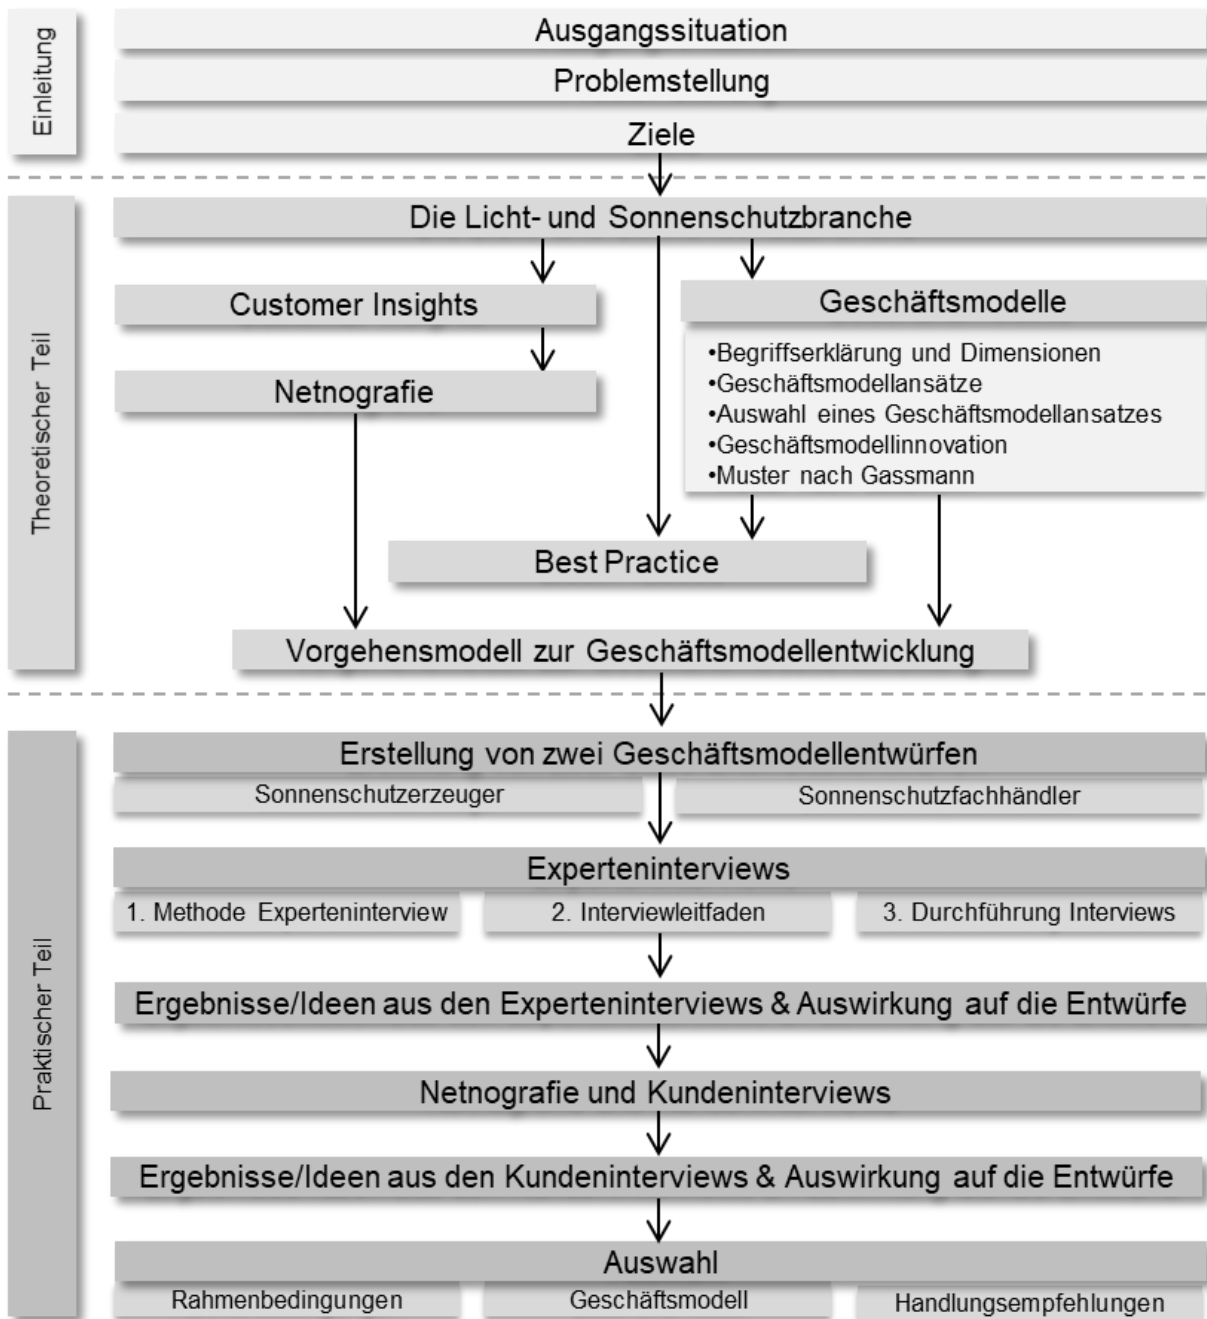 Einleitung
Ausgangssituation
Problemstellung
Ziele
Theoretischer Teil
Die Licht- und Sonnenschutzbranche
Customer Insights
Netnografie
Geschäftsmodelle
•Begriffserklärung und Dimensionen
•Geschäftsmodellansätze
•Auswahl eines Geschäftsmodellansatzes
•Geschäftsmodellinnovation
•Muster nach Gassmann
Best Practice
Vorgehensmodell zur Geschäftsmodellentwicklung
Praktischer Teil
Erstellung von zwei Geschäftsmodellentwürfen
Sonnenschutzerzeuger
Sonnenschutzfachhändler
Experteninterviews
1. Methode Experteninterview
2. Interviewleitfaden
3. Durchführung Interviews
Ergebnisse/Ideen aus den Experteninterviews & Auswirkung auf die Entwürfe
Netnografie und Kundeninterviews
Ergebnisse/Ideen aus den Kundeninterviews & Auswirkung auf die Entwürfe
Auswahl
Rahmenbedingungen
Geschäftsmodell
Handlungsempfehlungen